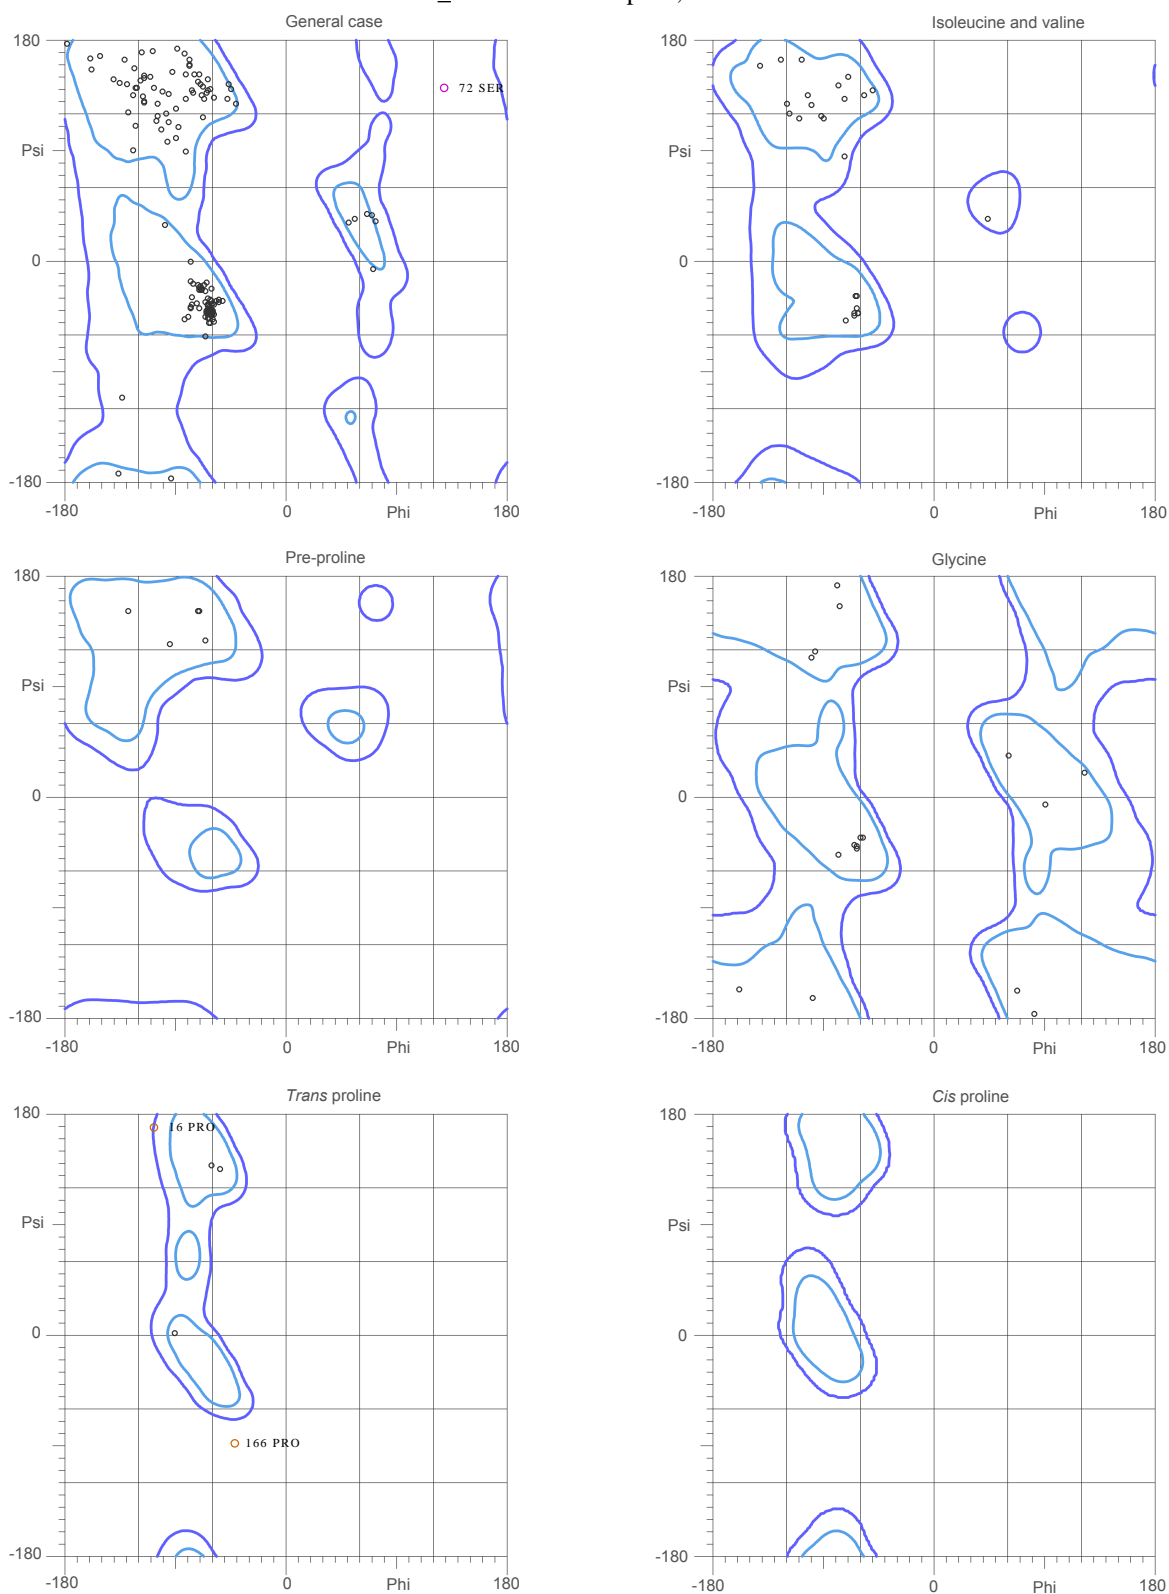 General case
Isoleucine and valine
180
72 SER
Psi
0
-180
-180
0
Phi
180
180
Psi
0
-180
-180
0
Phi
180
Pre-proline
Glycine
180
Psi
0
-180
-180
0
Phi
180
180
Psi
0
-180
-180
0
Phi
180
Trans proline
Cis proline
180
16 PRO
Psi
0
166 PRO
-180
-180
0
Phi
180
180
Psi
0
-180
-180
0
Phi
180